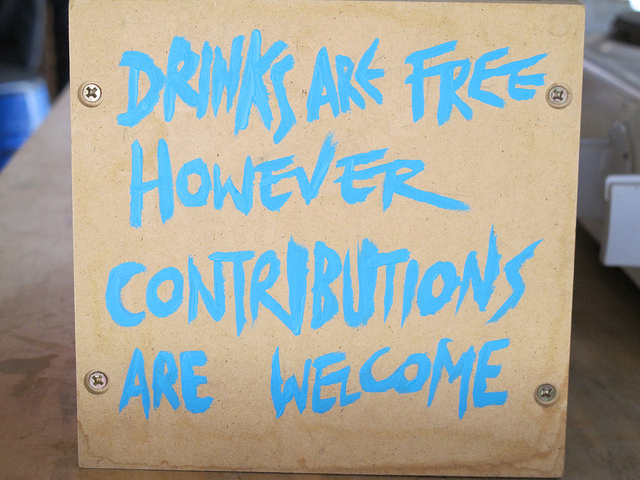 DRINKS ARE FREE
HOWEVER
CONTRIBUTIONS
ARE WELCOME